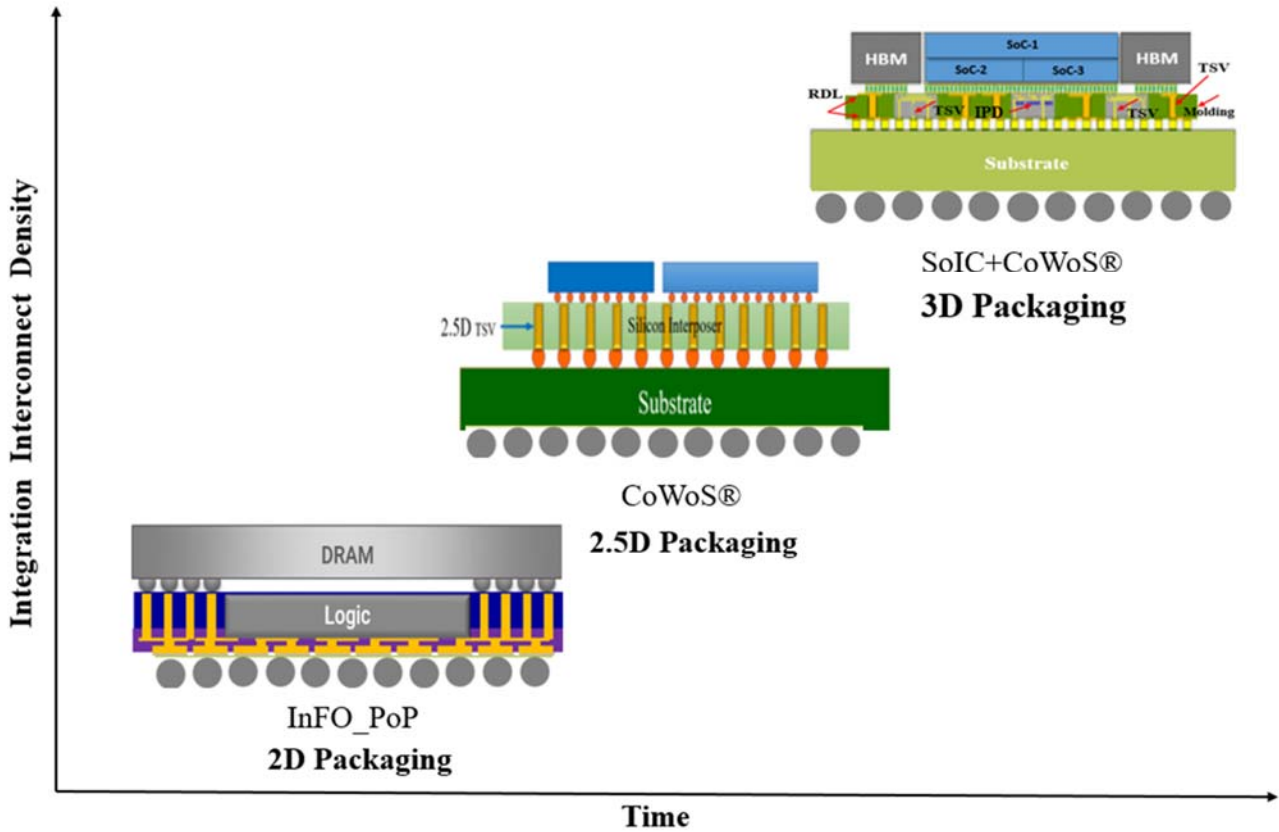 Integration Interconnect Density
HBM
SoC-1
HBM
SoC-2
SoC-3
TSV
RDL
TSV
IPD
TSV
Molding
Substrate
SoIC+CoWoS®
3D Packaging
2.5D TSV
Silicon Interposer
Substrate
CoWoS®
2.5D Packaging
DRAM
Logic
InFO_PoP
2D Packaging
Time